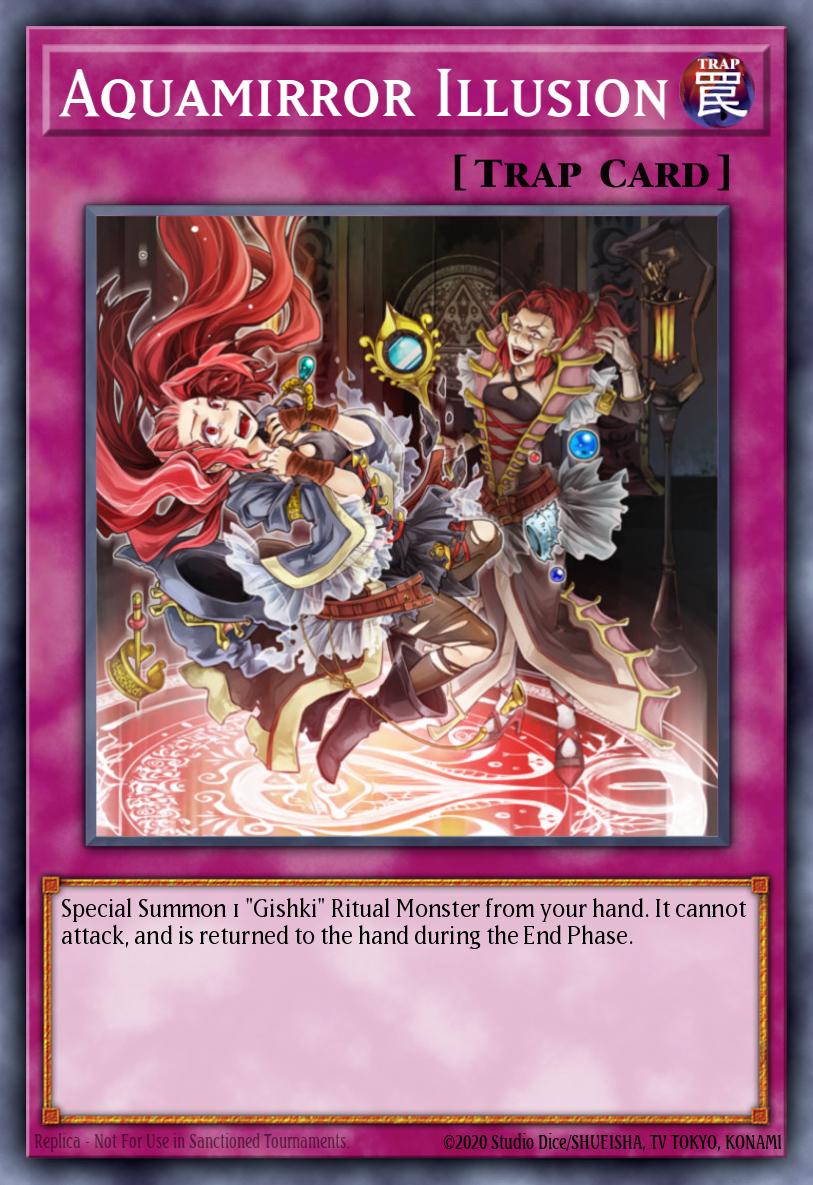 Aquamirror Illusion
TRAP
罠
[Trap Card]
Special Summon 1 "Gishki" Ritual Monster from your hand. It cannot
attack, and is returned to the hand during the End Phase.
Replica - Not For Use in Sanctioned Tournaments.
©2020 Studio Dice/SHUEISHA, TV TOKYO, KONAMI